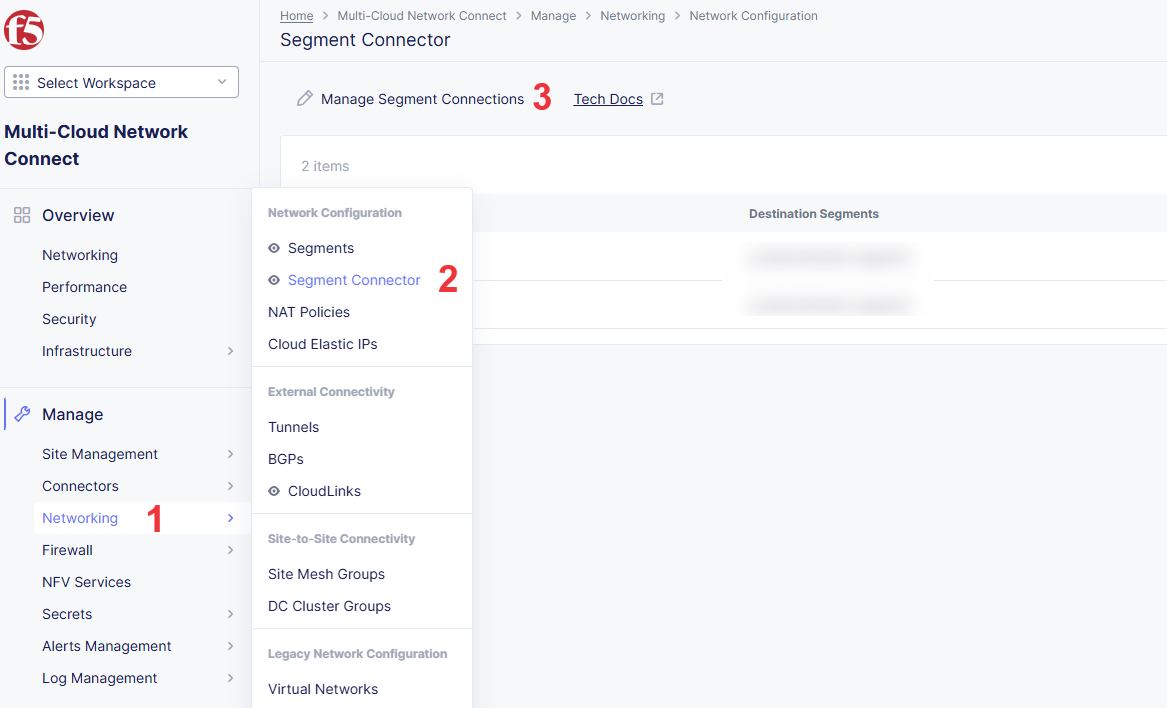 f5
Select Workspace
Multi-Cloud Network
Connect
Overview
Networking
Performance
Security
Infrastructure
Manage
Site Management
Connectors
Networking 1
Firewall
NFV Services
Secrets
Alerts Management
Log Management
Home > Multi-Cloud Network Connect > Manage > Networking > Network Configuration
Segment Connector
Manage Segment Connections 3 Tech Docs
2 items
Destination Segments
Network Configuration
Segments
Segment Connector 2
NAT Policies
Cloud Elastic IPs
External Connectivity
Tunnels
BGPs
CloudLinks
Site-to-Site Connectivity
Site Mesh Groups
DC Cluster Groups
Legacy Network Configuration
Virtual Networks